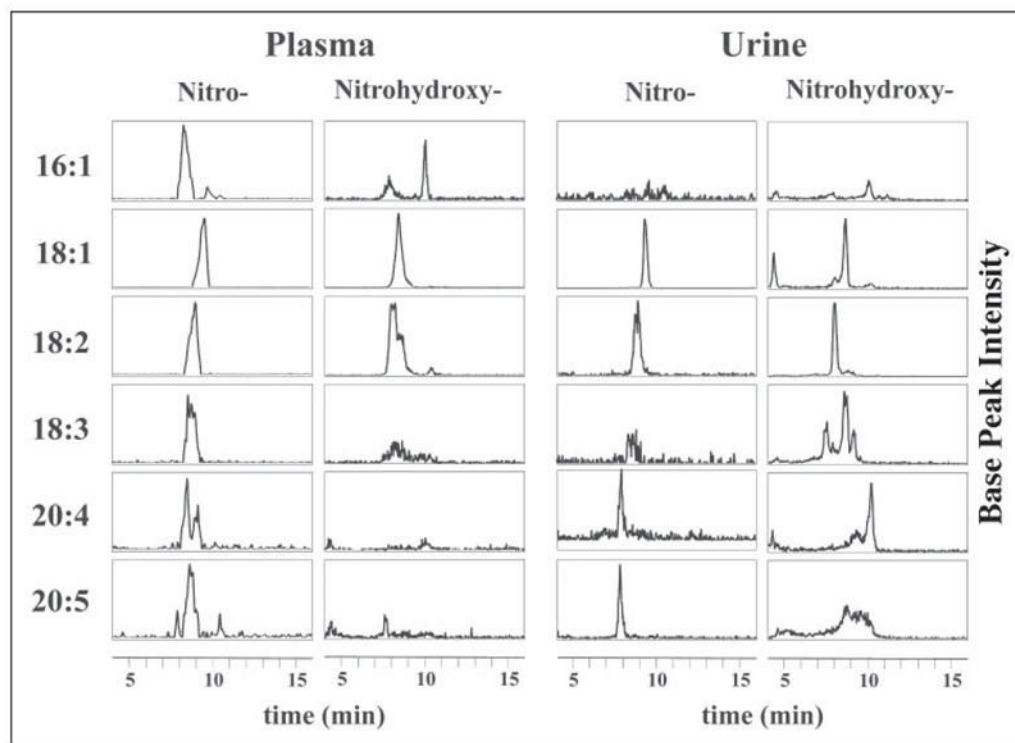 Plasma Urine
Nitro- Nitrohydroxy- Nitro- Nitrohydroxy-
16:1
18:1
18:2
18:3
20:4
20:5
Base Peak Intensity
5 10 15 5 10 15 5 10 15 5 10 15
time (min) time (min)